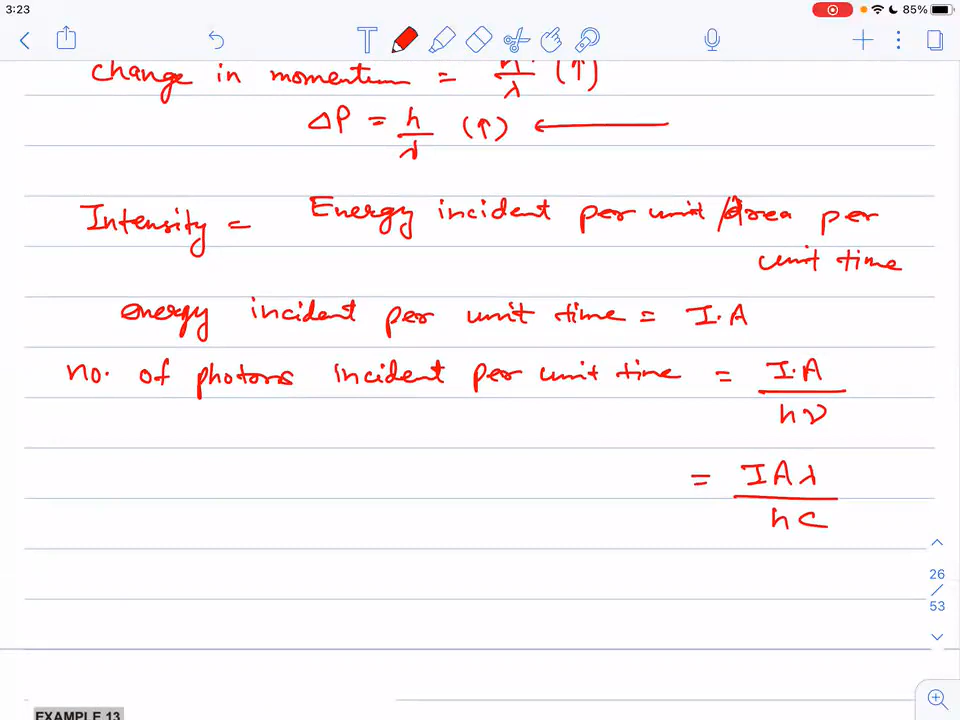 3:23
85%
T
change in momentum = h/λ (↑)
ΔP = h/λ (↑) ←
Intensity = Energy incident per unit / area per
unit time
energy incident per unit time = I.A
no. of photons incident per unit time = I.A/hν
= IAλ/hc
26
/
53
EXAMPLE 13